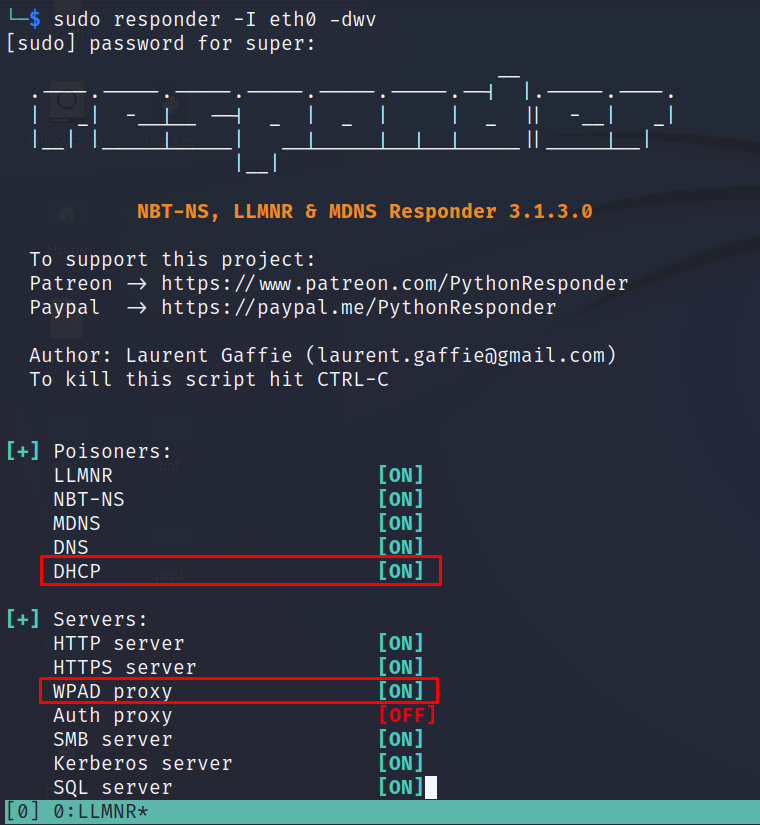 └─$ sudo responder -I eth0 -dwv
[sudo] password for super:
NBT-NS, LLMNR & MDNS Responder 3.1.3.0
To support this project:
Patreon -> https://www.patreon.com/PythonResponder
Paypal -> https://paypal.me/PythonResponder
Author: Laurent Gaffie (laurent.gaffie@gmail.com)
To kill this script hit CTRL-C
[+] Poisoners:
LLMNR [ON]
NBT-NS [ON]
MDNS [ON]
DNS [ON]
DHCP [ON]
[+] Servers:
HTTP server [ON]
HTTPS server [ON]
WPAD proxy [ON]
Auth proxy [OFF]
SMB server [ON]
Kerberos server [ON]
SQL server [ON]
[0] 0:LLMNR*